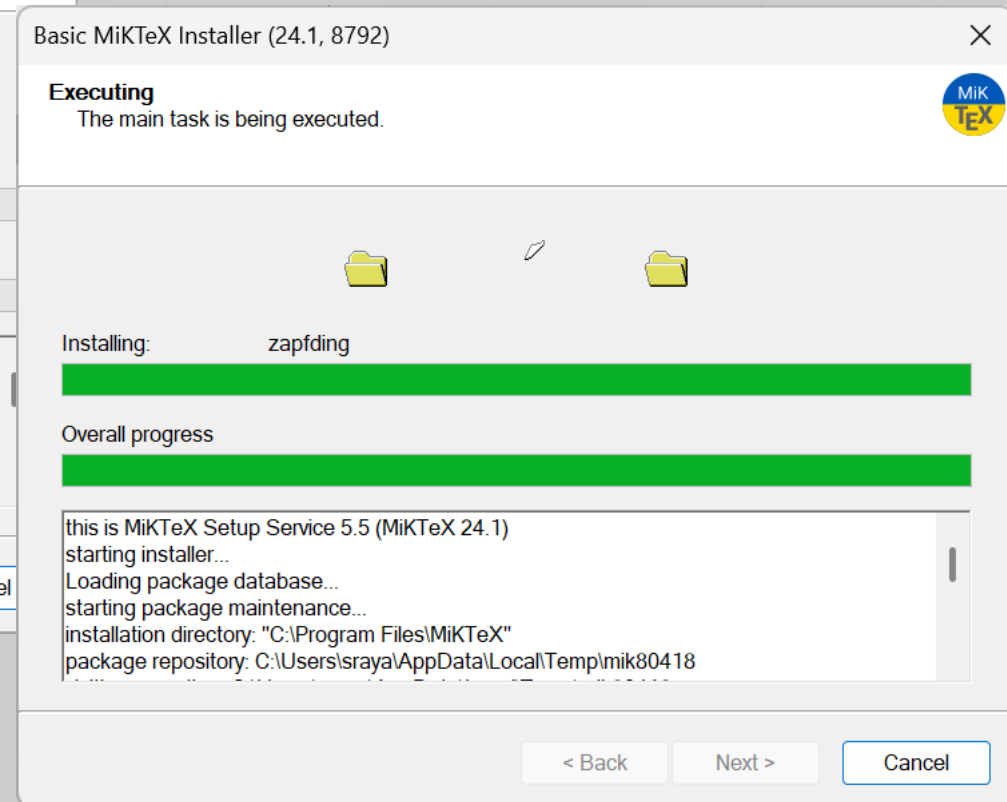 Basic MiKTeX Installer (24.1, 8792)
Executing
The main task is being executed.
MiK
TEX
Installing: zapfding
Overall progress
this is MiKTeX Setup Service 5.5 (MiKTeX 24.1)
starting installer...
Loading package database...
starting package maintenance...
installation directory: "C:\Program Files\MiKTeX"
package repository: C:\Users\sraya\AppData\Local\Temp\mik80418
el
< Back
Next >
Cancel